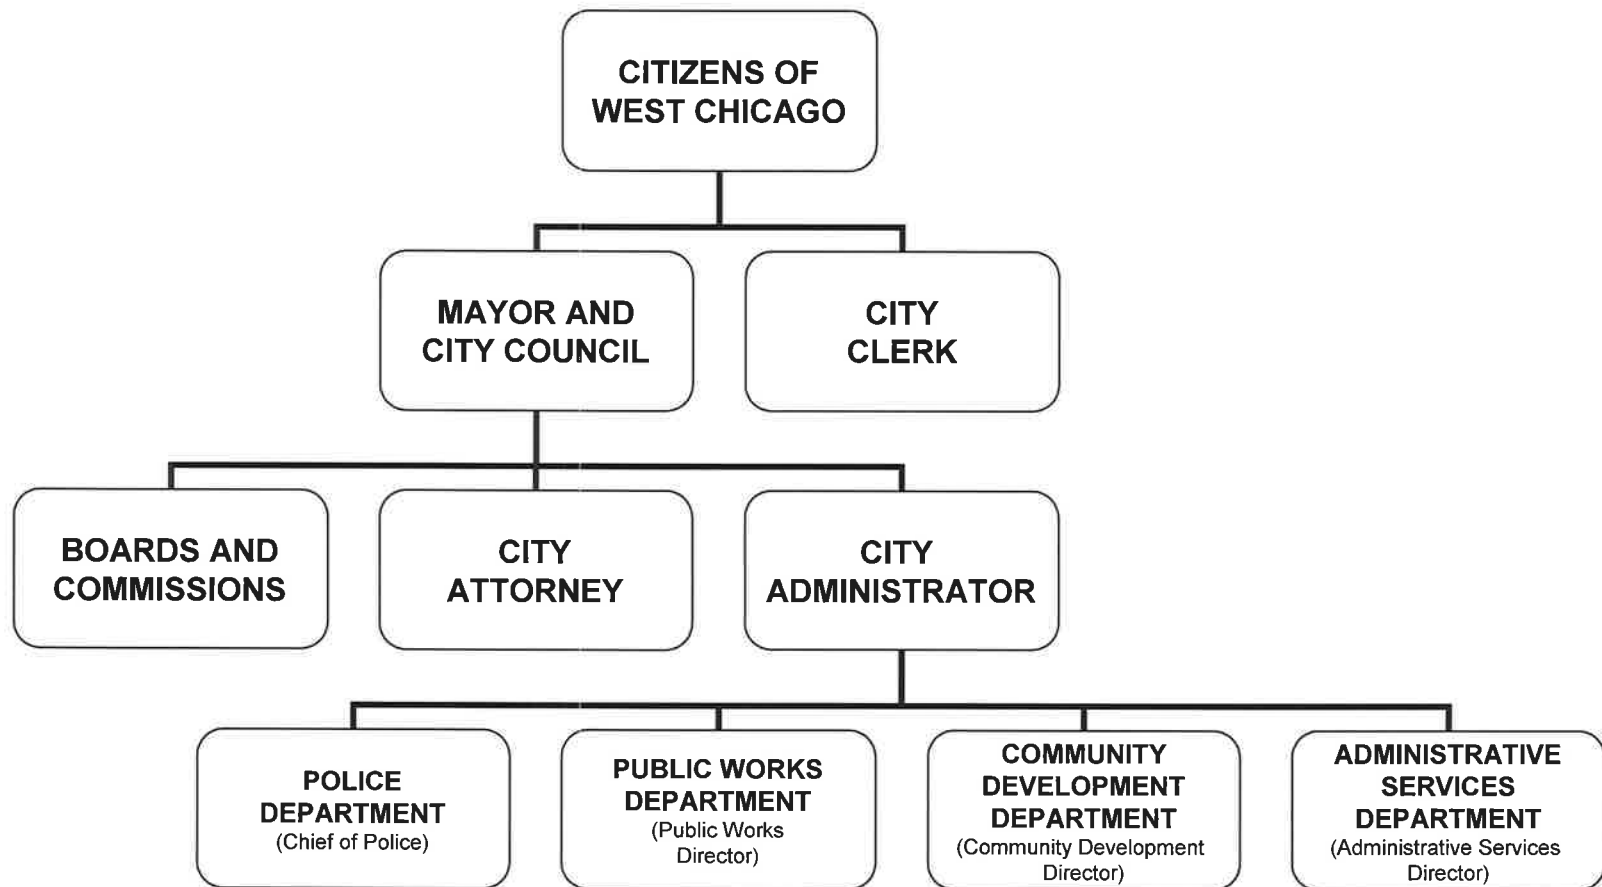 CITIZENS OF
WEST CHICAGO
MAYOR AND
CITY COUNCIL
CITY
CLERK
BOARDS AND
COMMISSIONS
CITY
ATTORNEY
CITY
ADMINISTRATOR
POLICE
DEPARTMENT
(Chief of Police)
PUBLIC WORKS
DEPARTMENT
(Public Works
Director)
COMMUNITY
DEVELOPMENT
DEPARTMENT
(Community Development
Director)
ADMINISTRATIVE
SERVICES
DEPARTMENT
(Administrative Services
Director)